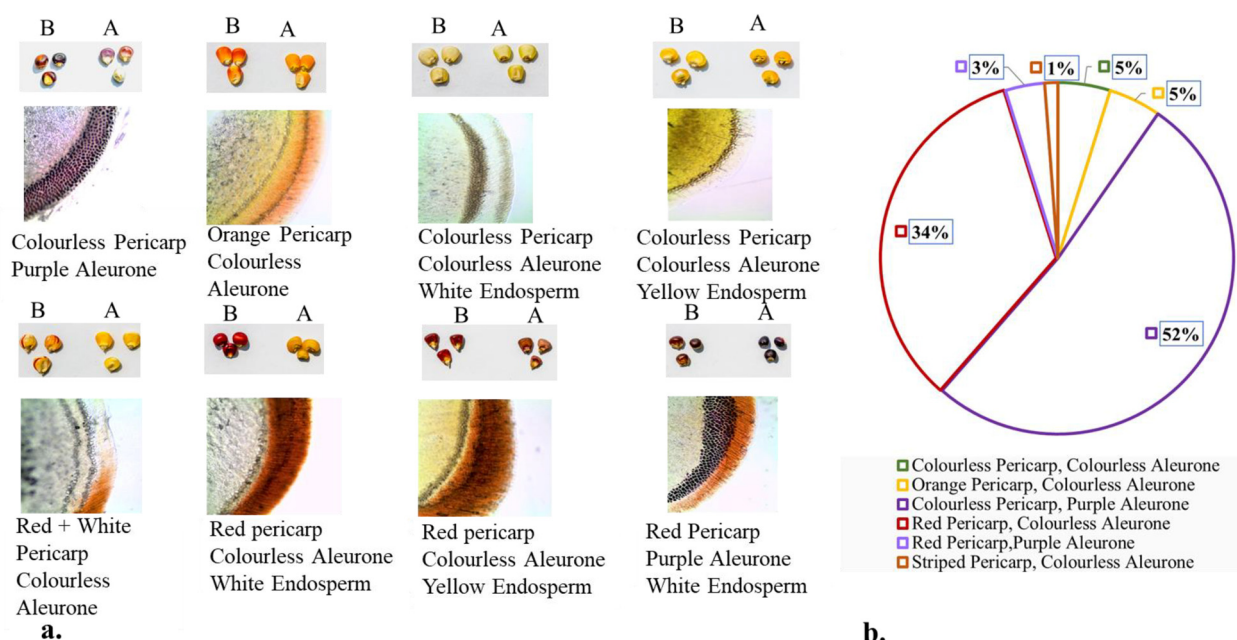 B A
B A
B A
B A
Colourless Pericarp
Purple Aleurone
Orange Pericarp
Colourless
Aleurone
Colourless Pericarp
Colourless Aleurone
White Endosperm
Colourless Pericarp
Colourless Aleurone
Yellow Endosperm
B A
B A
B A
B A
Red + White
Pericarp
Colourless
Aleurone
Red pericarp
Colourless Aleurone
White Endosperm
Red pericarp
Colourless Aleurone
Yellow Endosperm
Red Pericarp
Purple Aleurone
White Endosperm
a.
3%
1%
5%
5%
34%
52%
Colourless Pericarp, Colourless Aleurone
Orange Pericarp, Colourless Aleurone
Colourless Pericarp, Purple Aleurone
Red Pericarp, Colourless Aleurone
Red Pericarp,Purple Aleurone
Striped Pericarp, Colourless Aleurone
b.